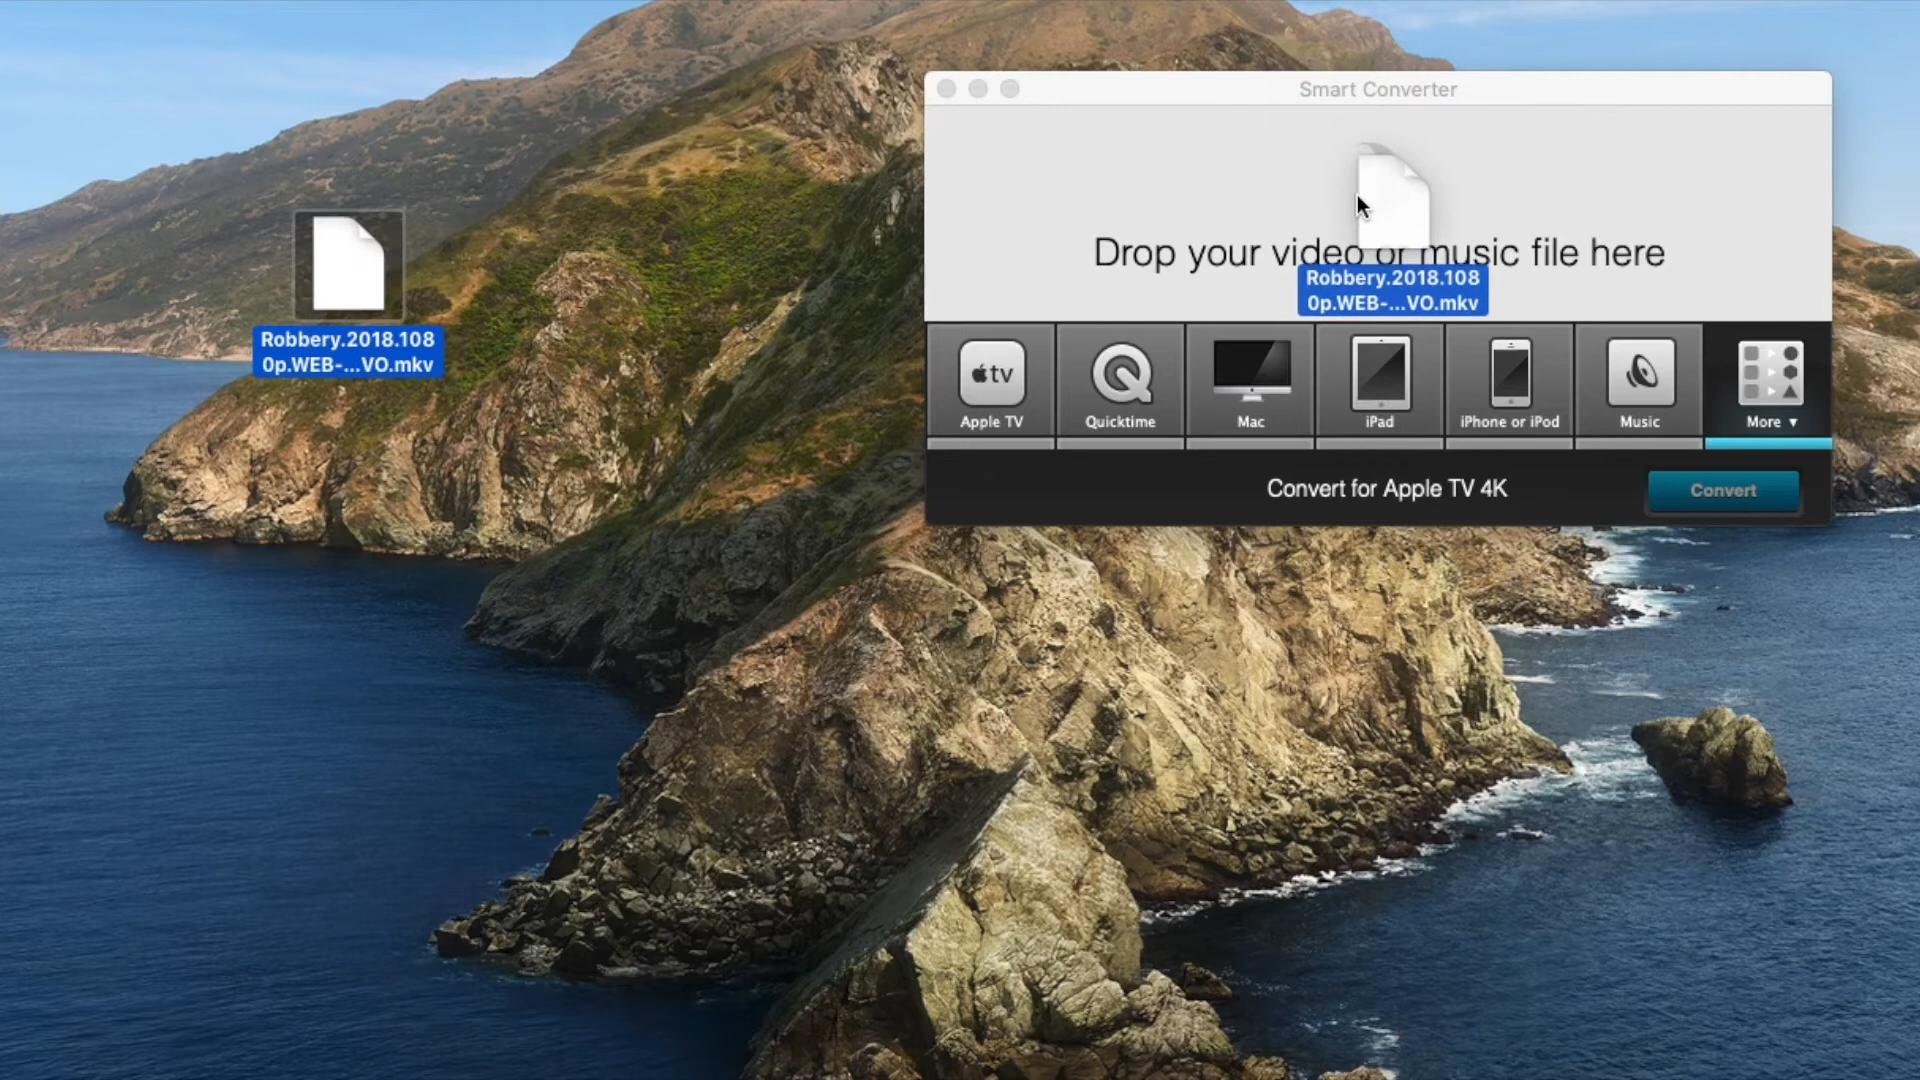 Smart Converter
Drop your video or music file here
Robbery.2018.108
0p.WEB-...VO.mkv
Robbery.2018.108
0p.WEB-...VO.mkv
tv
Apple TV
Quicktime
Mac
iPad
iPhone or iPod
Music
More ▼
Convert for Apple TV 4K
Convert